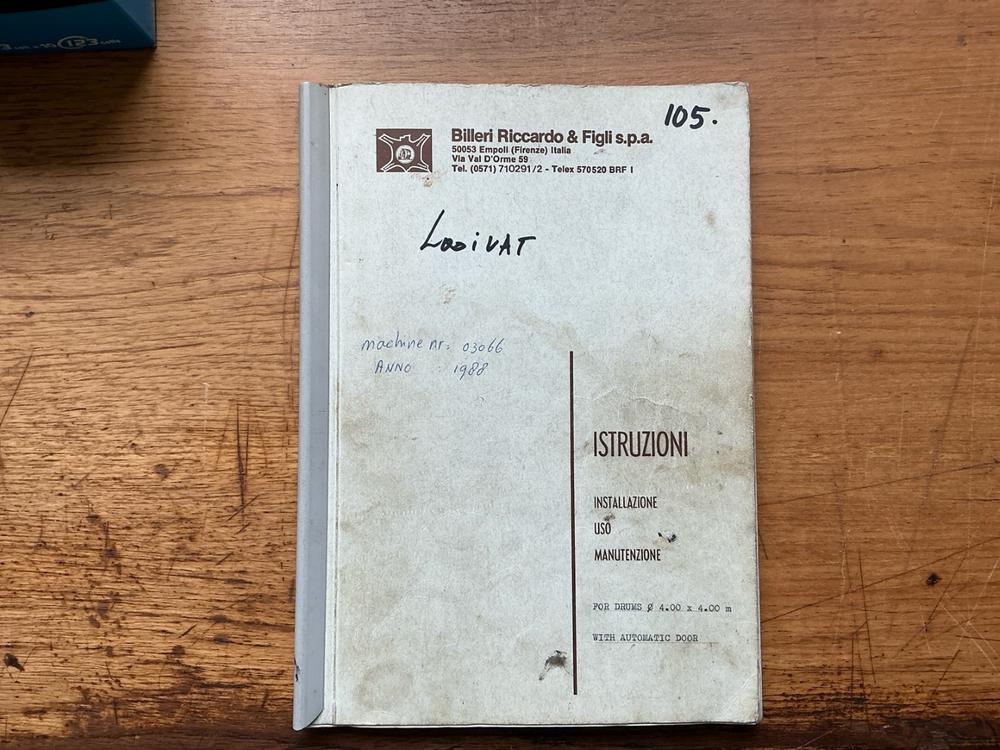 105.
Billeri Riccardo & Figli s.p.a.
50053 Empoli (Firenze) Italia
Via Val D'Orme 59
Tel. (0571) 710291/2 - Telex 570520 BRF I
machine nr: 03066
ANNO : 1988
ISTRUZIONI
INSTALLAZIONE
USO
MANUTENZIONE
FOR DRUMS Ø 4.00 x 4.00 m
WITH AUTOMATIC DOOR